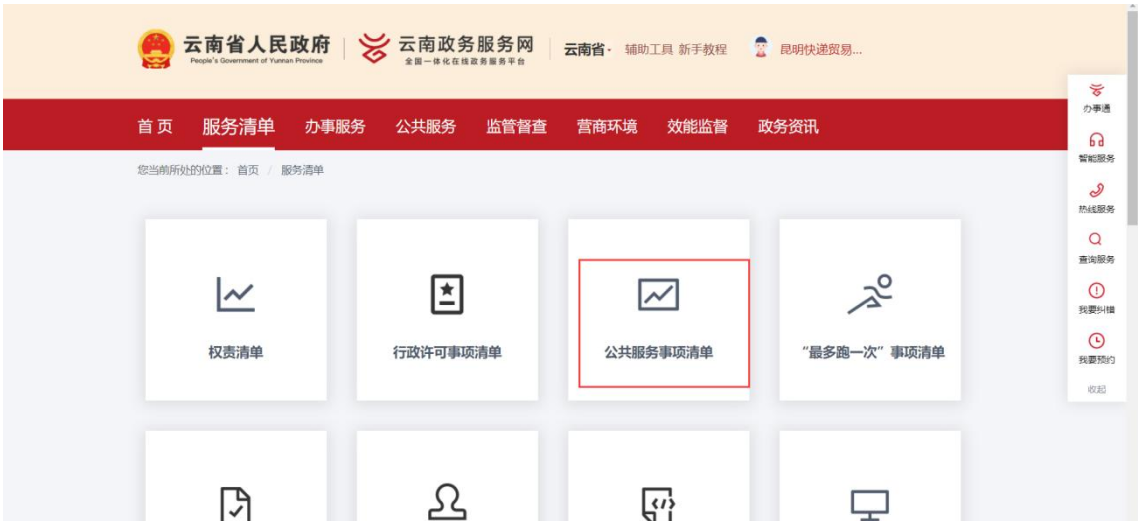 云南省人民政府
People's Government of Yunnan Province
云南政务服务网
全国一体化在线政务服务平台
云南省· 辅助工具 新手教程 昆明快递贸易...
首页 服务清单 办事服务 公共服务 监管督查 营商环境 效能监督 政务资讯
您当前所处的位置： 首页 / 服务清单
权责清单
行政许可事项清单
公共服务事项清单
“最多跑一次”事项清单
办事通
智能服务
热线服务
查询服务
我要纠错
我要预约
收起